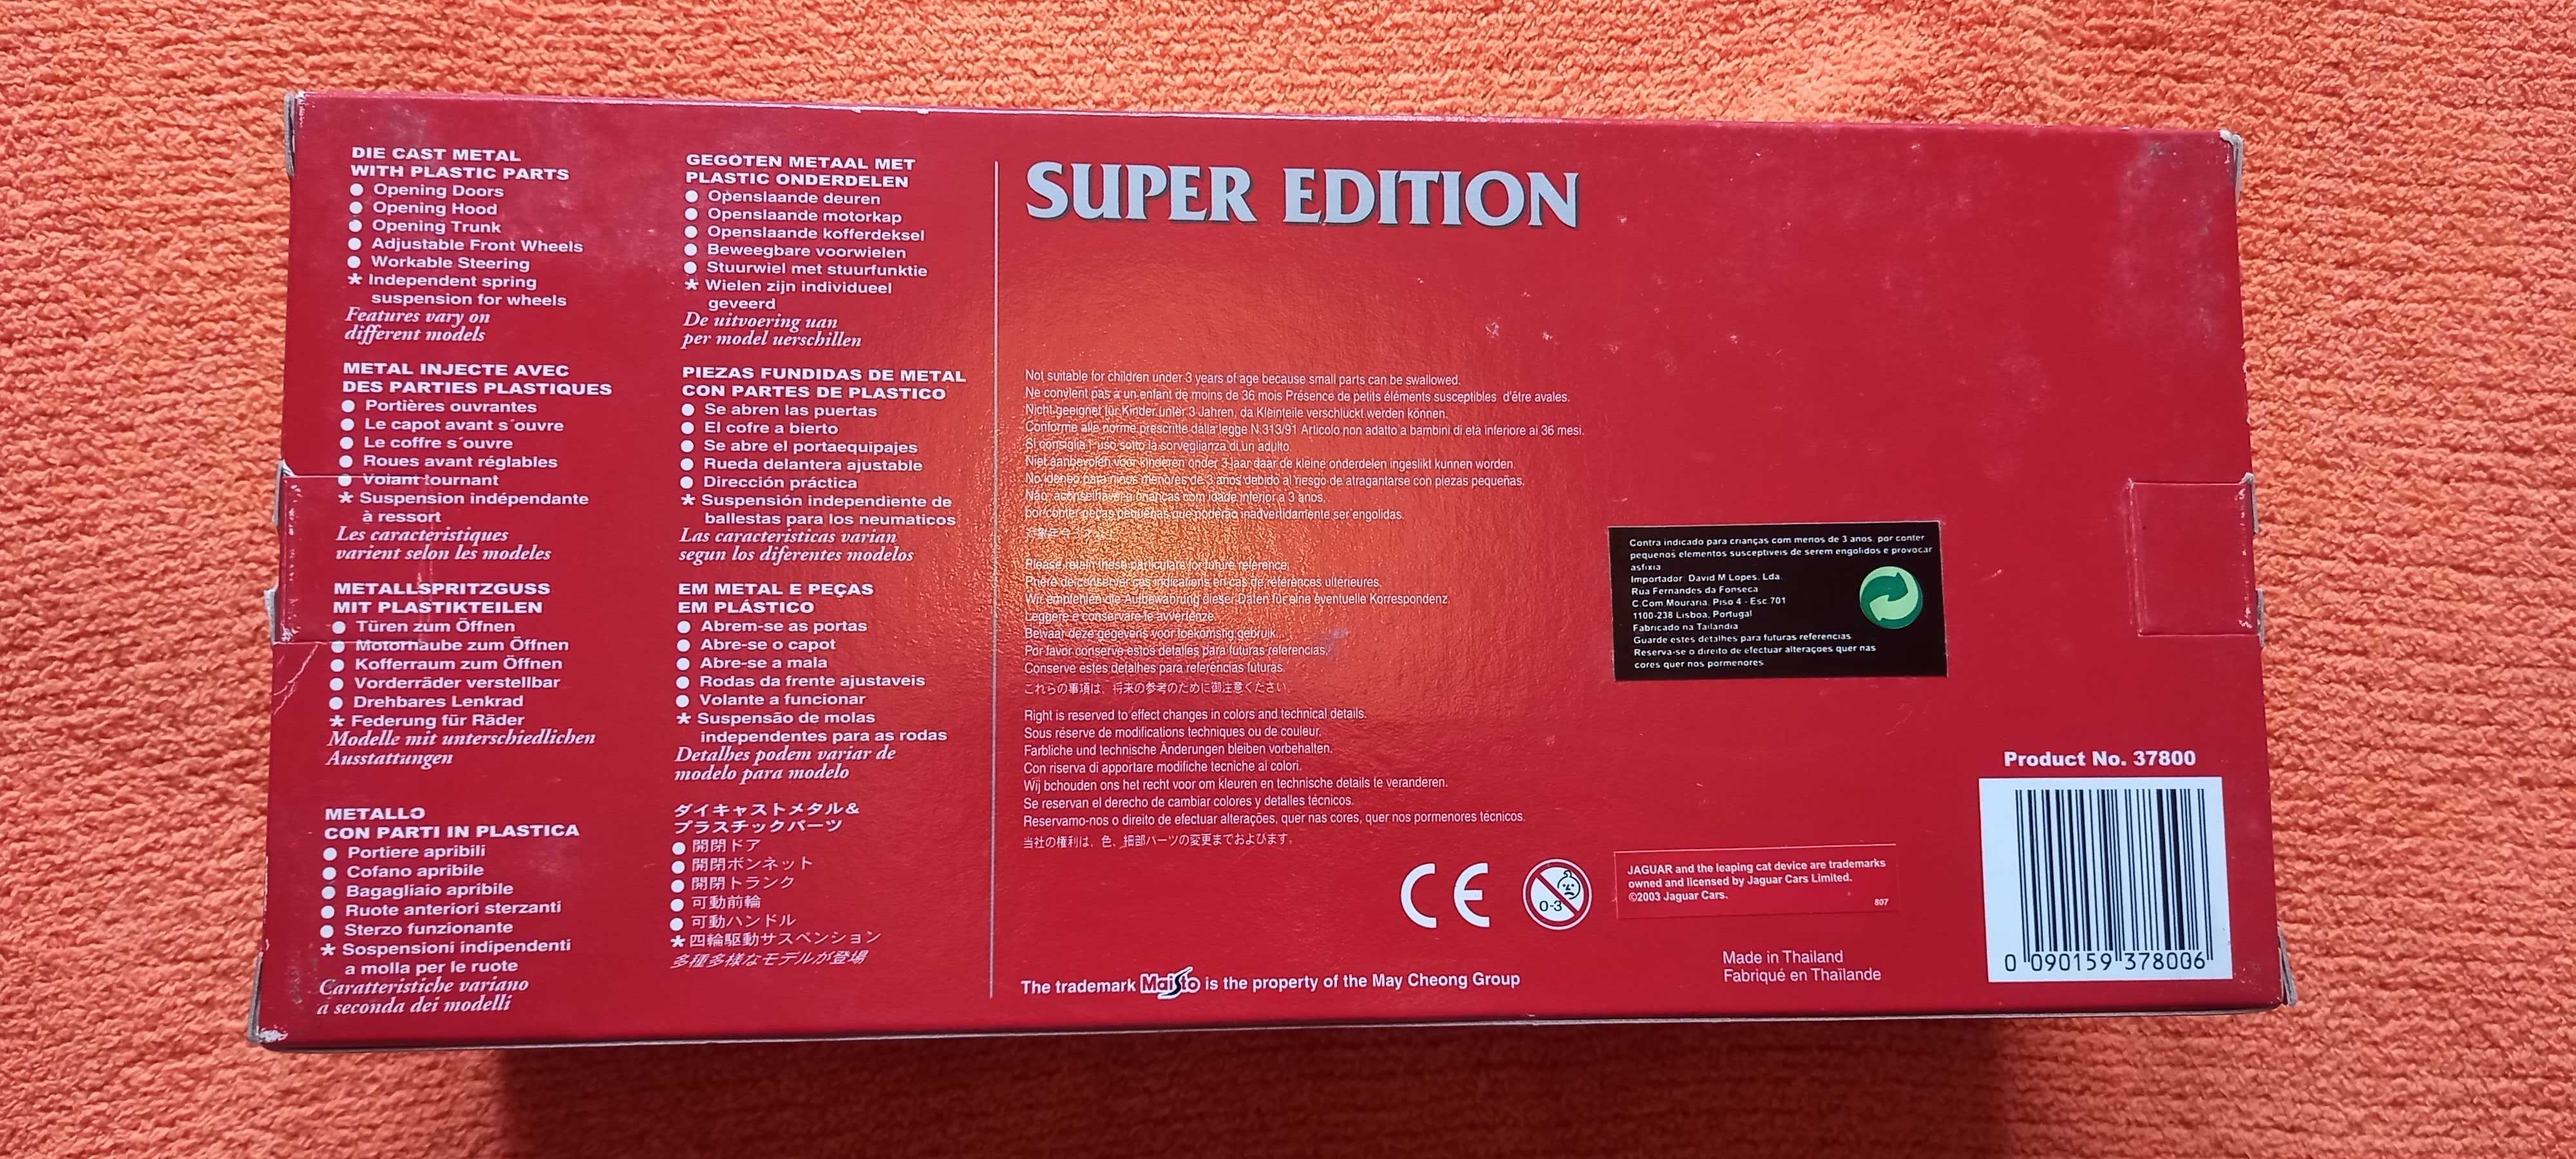 DIE CAST METAL
WITH PLASTIC PARTS
● Opening Doors
● Opening Hood
● Opening Trunk
● Adjustable Front Wheels
● Workable Steering
* Independent spring
suspension for wheels
Features vary on
different models
METAL INJECTE AVEC
DES PARTIES PLASTIQUES
● Portières ouvrantes
● Le capot avant s´ouvre
● Le coffre s´ouvre
● Roues avant réglables
● Volant tournant
* Suspension indépendante
à ressort
Les caractéristiques
varient selon les modeles
METALLSPRITZGUSS
MIT PLASTIKTEILEN
● Türen zum Öffnen
● Motorhaube zum Öffnen
● Kofferraum zum Öffnen
● Vorderräder verstellbar
● Drehbares Lenkrad
* Federung für Räder
Modelle mit unterschiedlichen
Ausstattungen
METALLO
CON PARTI IN PLASTICA
● Portiere apribili
● Cofano apribile
● Bagagliaio apribile
● Ruote anteriori sterzanti
● Sterzo funzionante
* Sospensioni indipendenti
a molla per le ruote
Caratteristiche variano
a seconda dei modelli
GEGOTEN METAAL MET
PLASTIC ONDERDELEN
● Openslaande deuren
● Openslaande motorkap
● Openslaande kofferdeksel
● Beweegbare voorwielen
● Stuurwiel met stuurfunktie
* Wielen zijn individueel
geveerd
De uitvoering uan
per model uerschillen
PIEZAS FUNDIDAS DE METAL
CON PARTES DE PLASTICO
● Se abren las puertas
● El cofre a bierto
● Se abre el portaequipajes
● Rueda delantera ajustable
● Dirección práctica
* Suspensión independiente de
ballestas para los neumaticos
Las caracteristicas varian
segun los diferentes modelos
EM METAL E PEÇAS
EM PLÁSTICO
● Abrem-se as portas
● Abre-se o capot
● Abre-se a mala
● Rodas da frente ajustaveis
● Volante a funcionar
* Suspensão de molas
independentes para as rodas
Detalhes podem variar de
modelo para modelo
ダイキャストメタル&
プラスチックパーツ
● 開閉ドア
● 開閉ボンネット
● 開閉トランク
● 可動前輪
● 可動ハンドル
* 四輪駆動サスペンション
多種多様なモデルが登場
SUPER EDITION
Not suitable for children under 3 years of age because small parts can be swallowed.
Ne convient pas a un enfant de moins de 36 mois Présence de petits éléments susceptibles d'être avales.
Nicht geeignet für Kinder unter 3 Jahren, da Kleinteile verschluckt werden können.
Conforme alle norme prescritte dalla legge N.313/91 Articolo non adatto a bambini di età inferiore ai 36 mesi.
Si consiglia l' uso sotto la sorveglianza di un adulto.
Niet aanbevolen voor kinderen onder 3 jaar daar de kleine onderdelen ingeslikt kunnen worden.
No idoneo para niños menores de 3 años debido al riesgo de atragantarse con piezas pequeñas.
Não aconselhavel a crianças com idade inferior a 3 anos,
por conter peças pequenas que poderão inadvertidamente ser engolidas.
Please retain these particulars for future reference.
Prière de conserver ces indications en cas de références ultérieures.
Wir empfehlen die Aufbewahrung dieser Daten für eine eventuelle Korrespondenz.
Leggere e conservare le avvertenze.
Bewaar deze gegevens voor toekomstig gebruik.
Por favor conserve estos detalles para futuras referencias.
Conserve estes detalhes para referências futuras.
これらの事項は、将来の参考のために御注意ください。
Right is reserved to effect changes in colors and technical details.
Sous réserve de modifications techniques ou de couleur.
Farbliche und technische Änderungen bleiben vorbehalten.
Con riserva di apportare modifiche tecniche ai colori.
Wij bchouden ons het recht voor om kleuren en technische details te veranderen.
Se reservan el derecho de cambiar colores y detalles técnicos.
Reservamo-nos o direito de efectuar alterações, quer nas cores, quer nos pormenores técnicos.
当社の権利は、色、細部パーツの変更までおよびます。
CE
0-3
The trademark Maisto is the property of the May Cheong Group
Contra indicado para crianças com menos de 3 anos. por conter
pequenos elementos susceptiveis de serem engolidos e provocar
asfixia
Importador David M Lopes. Lda.
Rua Fernandes da Fonseca
C.Com.Mouraria, Piso 4 - Esc 701
1100-238 Lisboa, Portugal
Fabricado na Tailandia
Guarde estes detalhes para futuras referencias
Reserva-se o direito de efectuar alteraçoes quer nas
cores quer nos pormenores
JAGUAR and the leaping cat device are trademarks
owned and licensed by Jaguar Cars Limited.
©2003 Jaguar Cars.
807
Made in Thailand
Fabriqué en Thaïlande
Product No. 37800
0 090159 378006